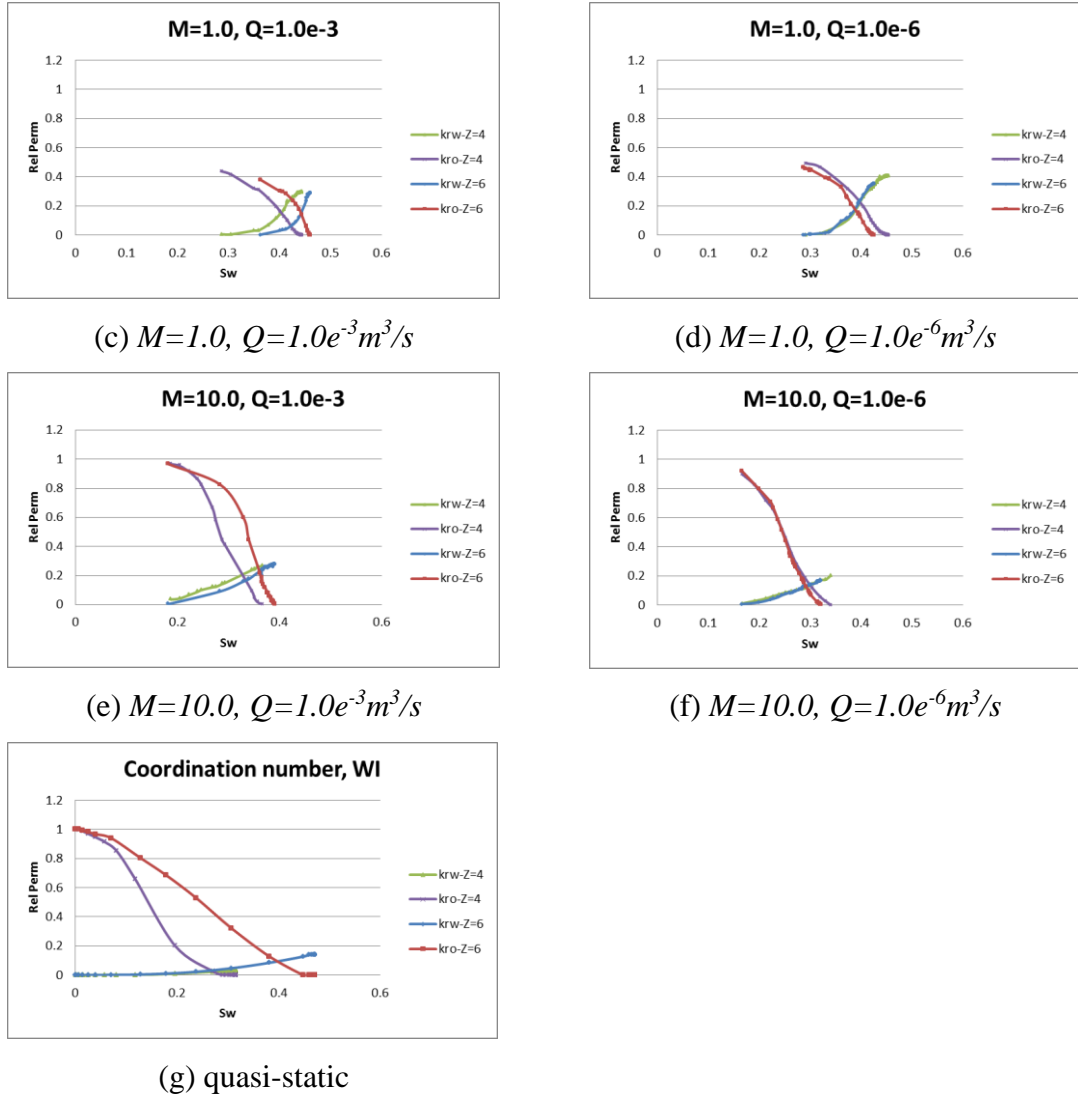 M=1.0, Q=1.0e-3
1.2
1
0.8
0.6
0.4
0.2
0
Rel Perm
0 0.1 0.2 0.3 0.4 0.5 0.6
Sw
krw-Z=4
kro-Z=4
krw-Z=6
kro-Z=6
(c) M=1.0, Q=1.0e-3m3/s
M=1.0, Q=1.0e-6
1.2
1
0.8
0.6
0.4
0.2
0
Rel Perm
0 0.1 0.2 0.3 0.4 0.5 0.6
Sw
krw-Z=4
kro-Z=4
krw-Z=6
kro-Z=6
(d) M=1.0, Q=1.0e-6m3/s
M=10.0, Q=1.0e-3
1.2
1
0.8
0.6
0.4
0.2
0
Rel Perm
0 0.2 0.4 0.6
Sw
krw-Z=4
kro-Z=4
krw-Z=6
kro-Z=6
(e) M=10.0, Q=1.0e-3m3/s
M=10.0, Q=1.0e-6
1.2
1
0.8
0.6
0.4
0.2
0
Rel Perm
0 0.1 0.2 0.3 0.4 0.5 0.6
Sw
krw-Z=4
kro-Z=4
krw-Z=6
kro-Z=6
(f) M=10.0, Q=1.0e-6m3/s
Coordination number, WI
1.2
1
0.8
0.6
0.4
0.2
0
Rel Perm
0 0.2 0.4 0.6
Sw
krw-Z=4
kro-Z=4
krw-Z=6
kro-Z=6
(g) quasi-static